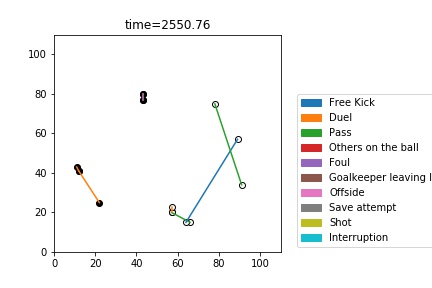 time=2550.76
100
80
60
40
20
0
0 20 40 60 80 100
Free Kick
Duel
Pass
Others on the ball
Foul
Goalkeeper leaving l
Offside
Save attempt
Shot
Interruption